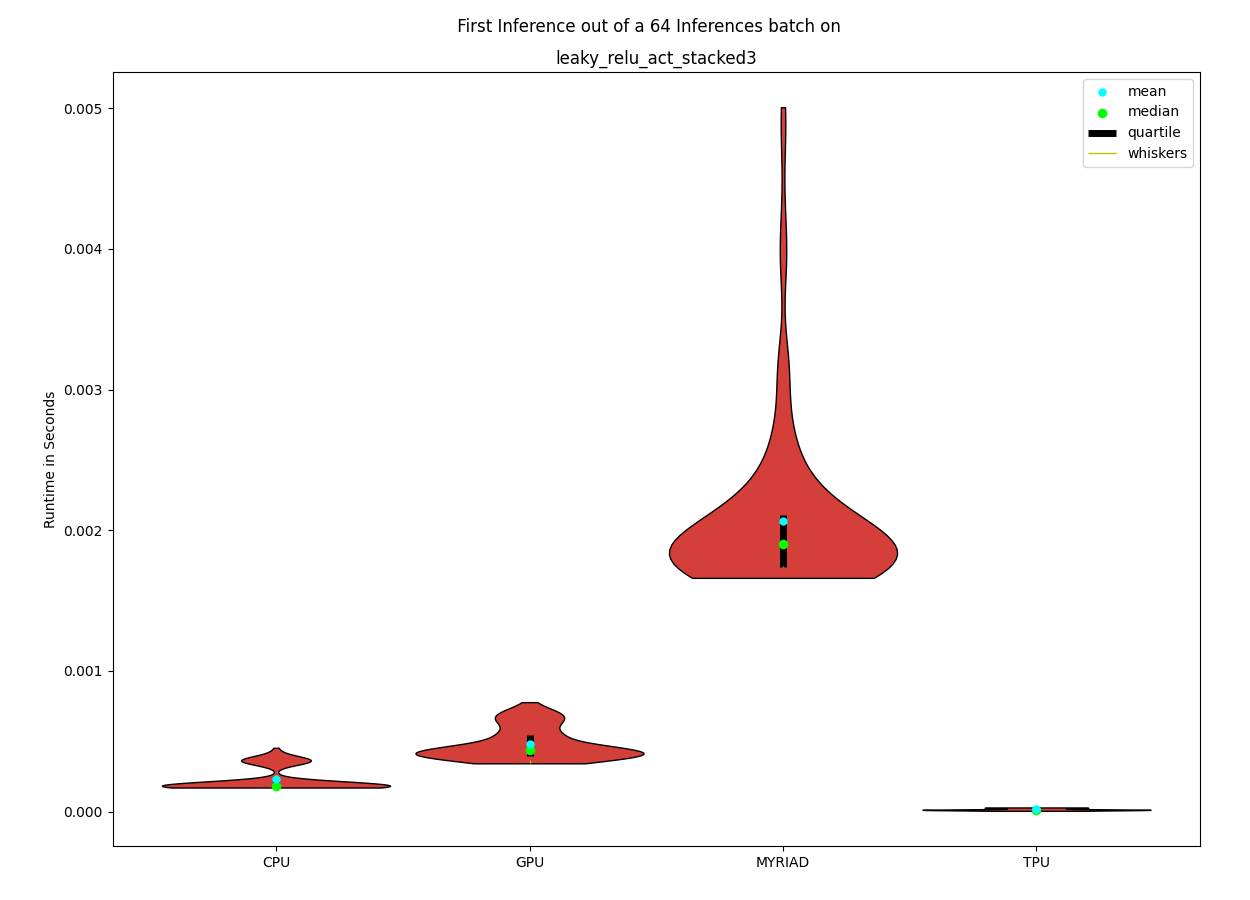 First Inference out of a 64 Inferences batch on
leaky_relu_act_stacked3
mean
median
quartile
whiskers
Runtime in Seconds
0.005
0.004
0.003
0.002
0.001
0.000
CPU GPU MYRIAD TPU